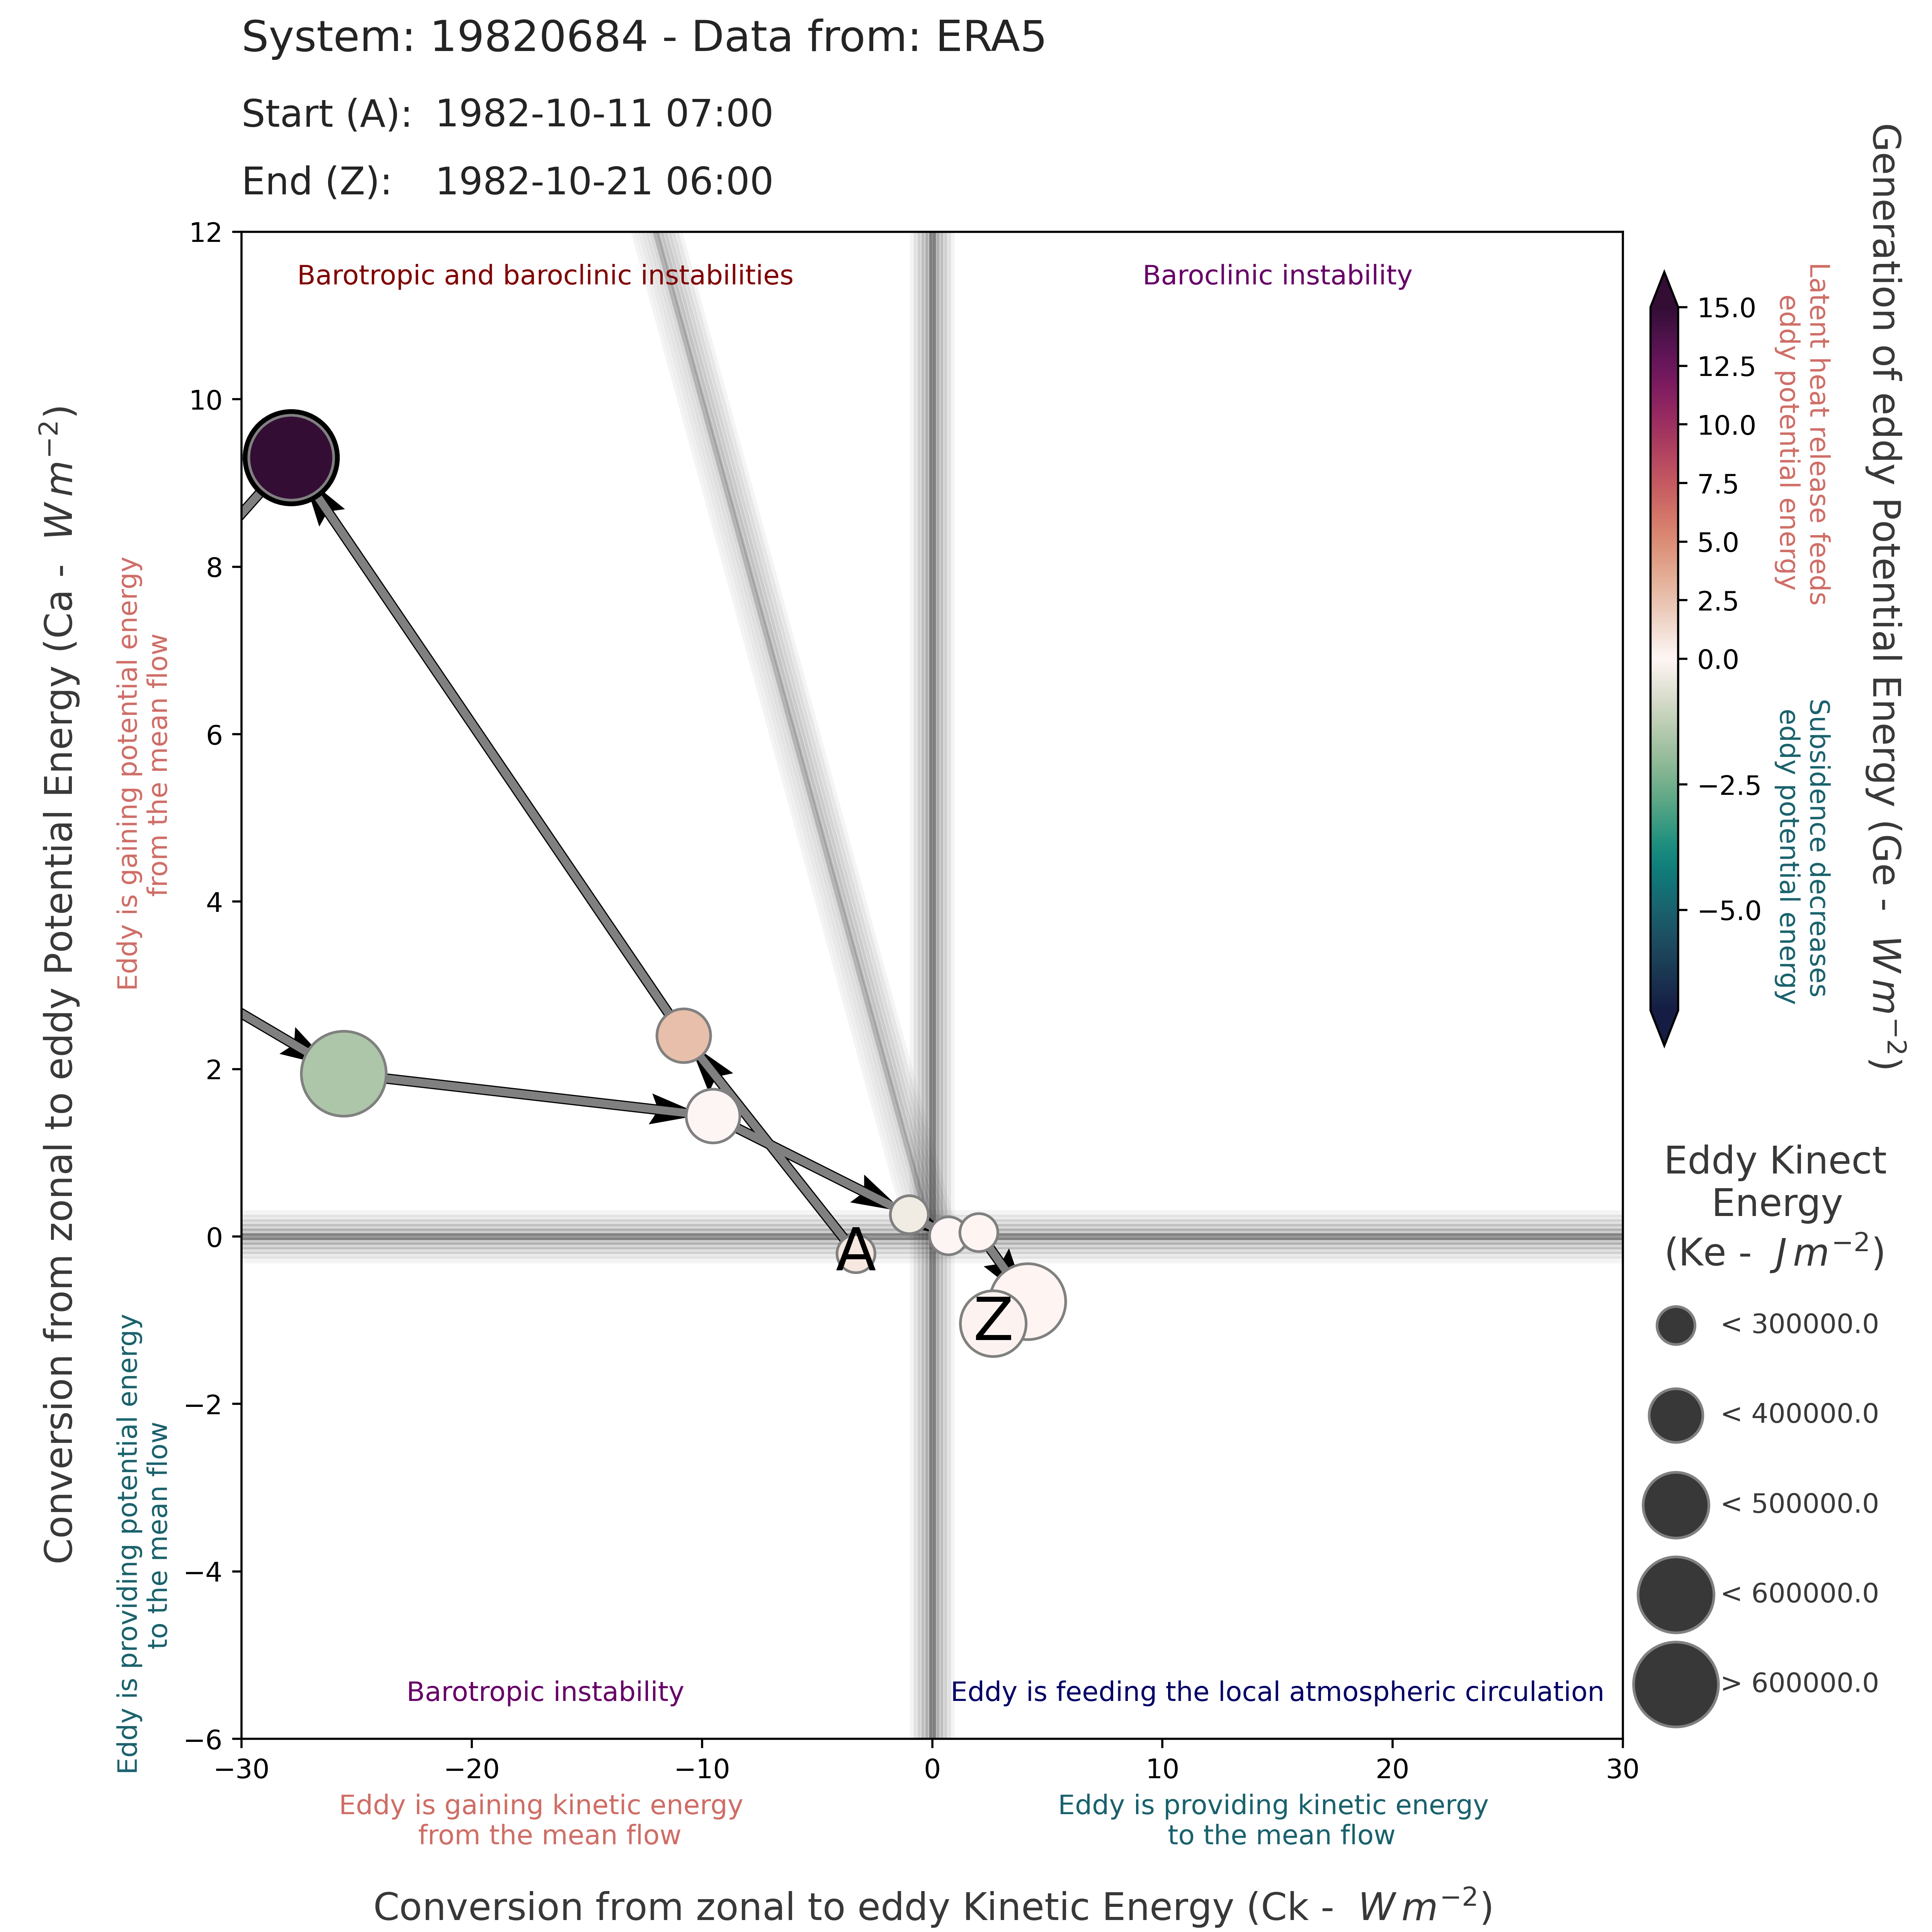 System: 19820684 - Data from: ERA5
Start (A): 1982-10-11 07:00
End (Z): 1982-10-21 06:00
Barotropic and baroclinic instabilities
Baroclinic instability
Barotropic instability
Eddy is feeding the local atmospheric circulation
A
Z
12
10
8
6
4
2
0
−2
−4
−6
−30
−20
−10
0
10
20
30
Conversion from zonal to eddy Potential Energy (Ca - W m⁻²)
Eddy is gaining potential energy
from the mean flow
Eddy is providing potential energy
to the mean flow
Eddy is gaining kinetic energy
from the mean flow
Eddy is providing kinetic energy
to the mean flow
Conversion from zonal to eddy Kinetic Energy (Ck - W m⁻²)
15.0
12.5
10.0
7.5
5.0
2.5
0.0
−2.5
−5.0
Latent heat release feeds
eddy potential energy
Subsidence decreases
eddy potential energy
Generation of eddy Potential Energy (Ge - W m⁻²)
Eddy Kinect
Energy
(Ke - J m⁻²)
< 300000.0
< 400000.0
< 500000.0
< 600000.0
> 600000.0